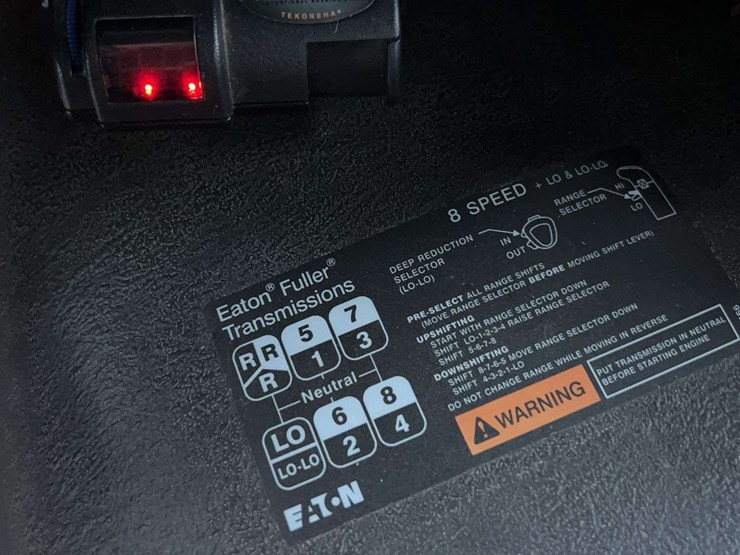 TEKONSHA®
Eaton® Fuller®
Transmissions
8 SPEED + LO & LO-LO
DEEP REDUCTION
SELECTOR
(LO-LO)
IN
OUT
RANGE
SELECTOR
HI
LO
PRE-SELECT ALL RANGE SHIFTS
(MOVE RANGE SELECTOR BEFORE MOVING SHIFT LEVER)
UPSHIFTING
START WITH RANGE SELECTOR DOWN
SHIFT LO-1-2-3-4 RAISE RANGE SELECTOR
SHIFT 5-6-7-8
DOWNSHIFTING
SHIFT 8-7-6-5 MOVE RANGE SELECTOR DOWN
SHIFT 4-3-2-1-LO
DO NOT CHANGE RANGE WHILE MOVING IN REVERSE
WARNING
PUT TRANSMISSION IN NEUTRAL
BEFORE STARTING ENGINE
R R 5 7
R 1 3
Neutral
LO 6 8
LO-LO 2 4
EATON